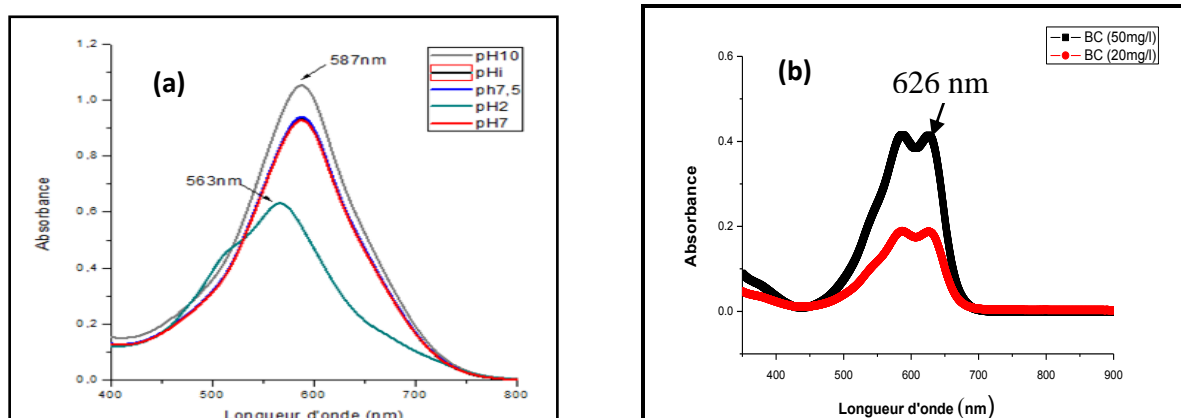 (a)
587nm
563nm
pH10
pHi
ph7,5
pH2
pH7
1.2
1.0
0.8
0.6
0.4
0.2
0.0
Absorbance
400 500 600 700 800
Longueur d'onde (nm)
(b)
626 nm
BC (50mg/l)
BC (20mg/l)
0.6
0.4
0.2
0.0
Absorbance
400 500 600 700 800 900
Longueur d'onde (nm)